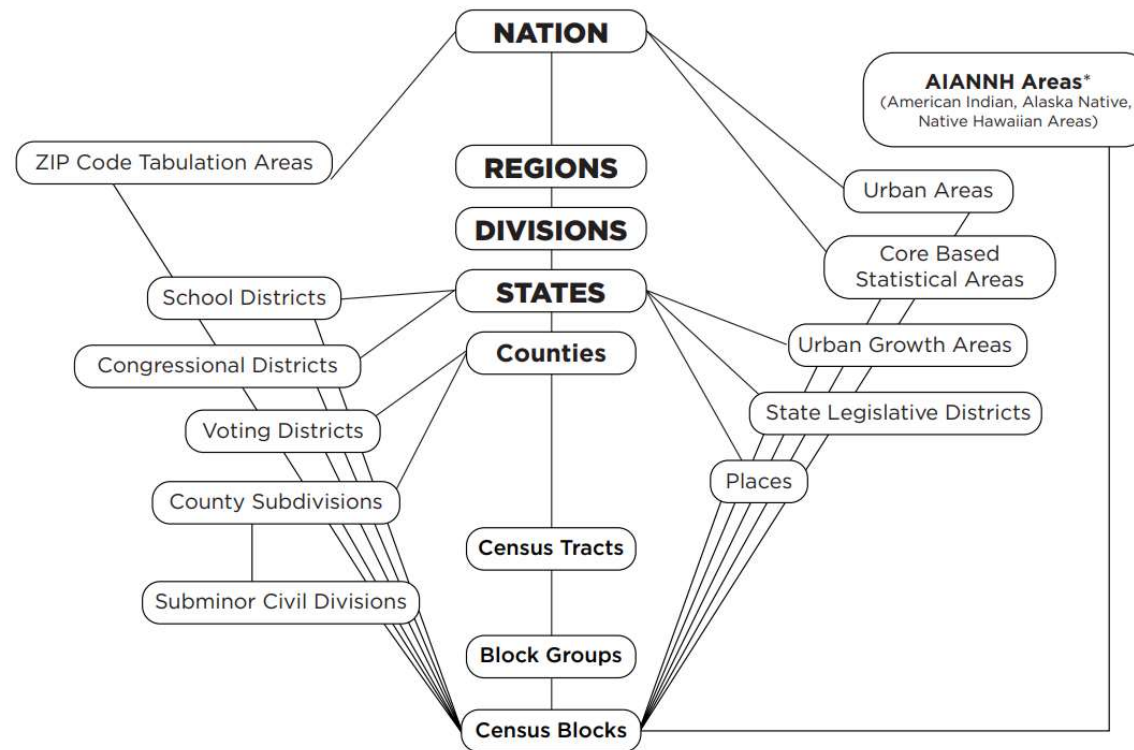 NATION
AIANNH Areas*
(American Indian, Alaska Native,
Native Hawaiian Areas)
ZIP Code Tabulation Areas
REGIONS
Urban Areas
DIVISIONS
Core Based
Statistical Areas
School Districts
STATES
Urban Growth Areas
Congressional Districts
Counties
State Legislative Districts
Voting Districts
Places
County Subdivisions
Census Tracts
Subminor Civil Divisions
Block Groups
Census Blocks